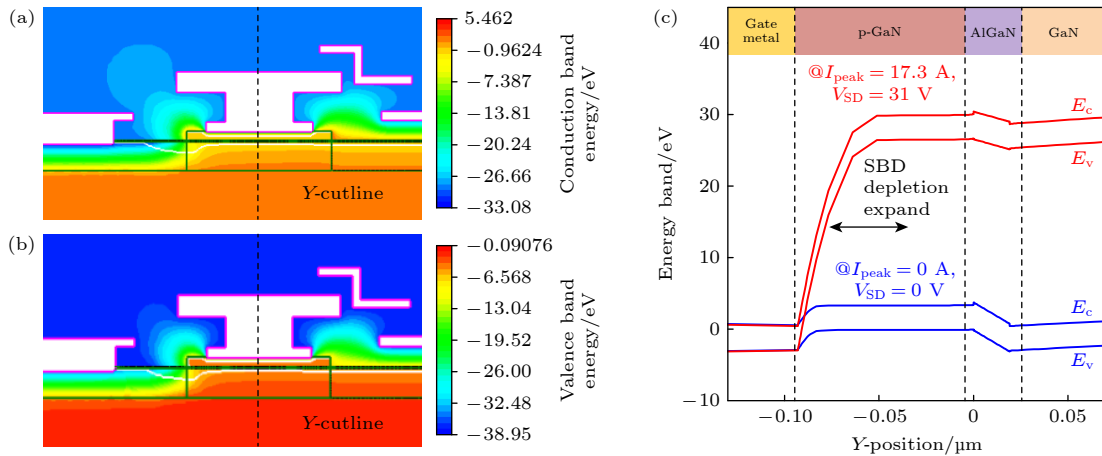 (a)
5.462
−0.9624
−7.387
−13.81
−20.24
−26.66
−33.08
Conduction band
energy/eV
Y-cutline
(b)
−0.09076
−6.568
−13.04
−19.52
−26.00
−32.48
−38.95
Valence band
energy/eV
Y-cutline
(c)
Gate
metal
p-GaN
AlGaN
GaN
@Ipeak = 17.3 A,
VSD = 31 V
Ec
Ev
SBD
depletion
expand
@Ipeak = 0 A,
VSD = 0 V
Ec
Ev
40
30
20
10
0
−10
Energy band/eV
−0.10
−0.05
0
0.05
Y-position/µm